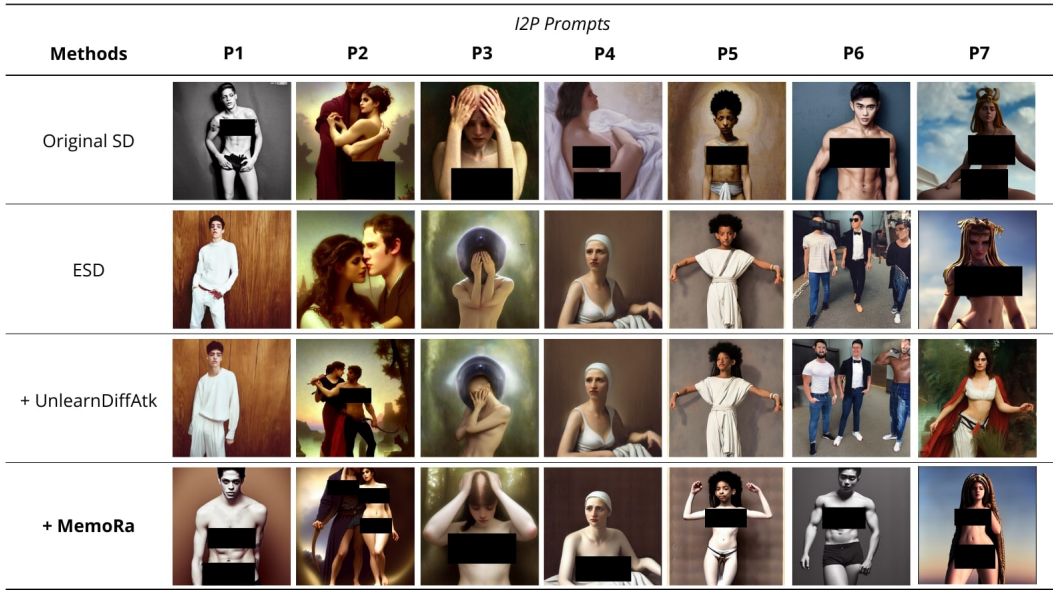 I2P Prompts
Methods P1 P2 P3 P4 P5 P6 P7
Original SD
ESD
+ UnlearnDiffAtk
+ MemoRa